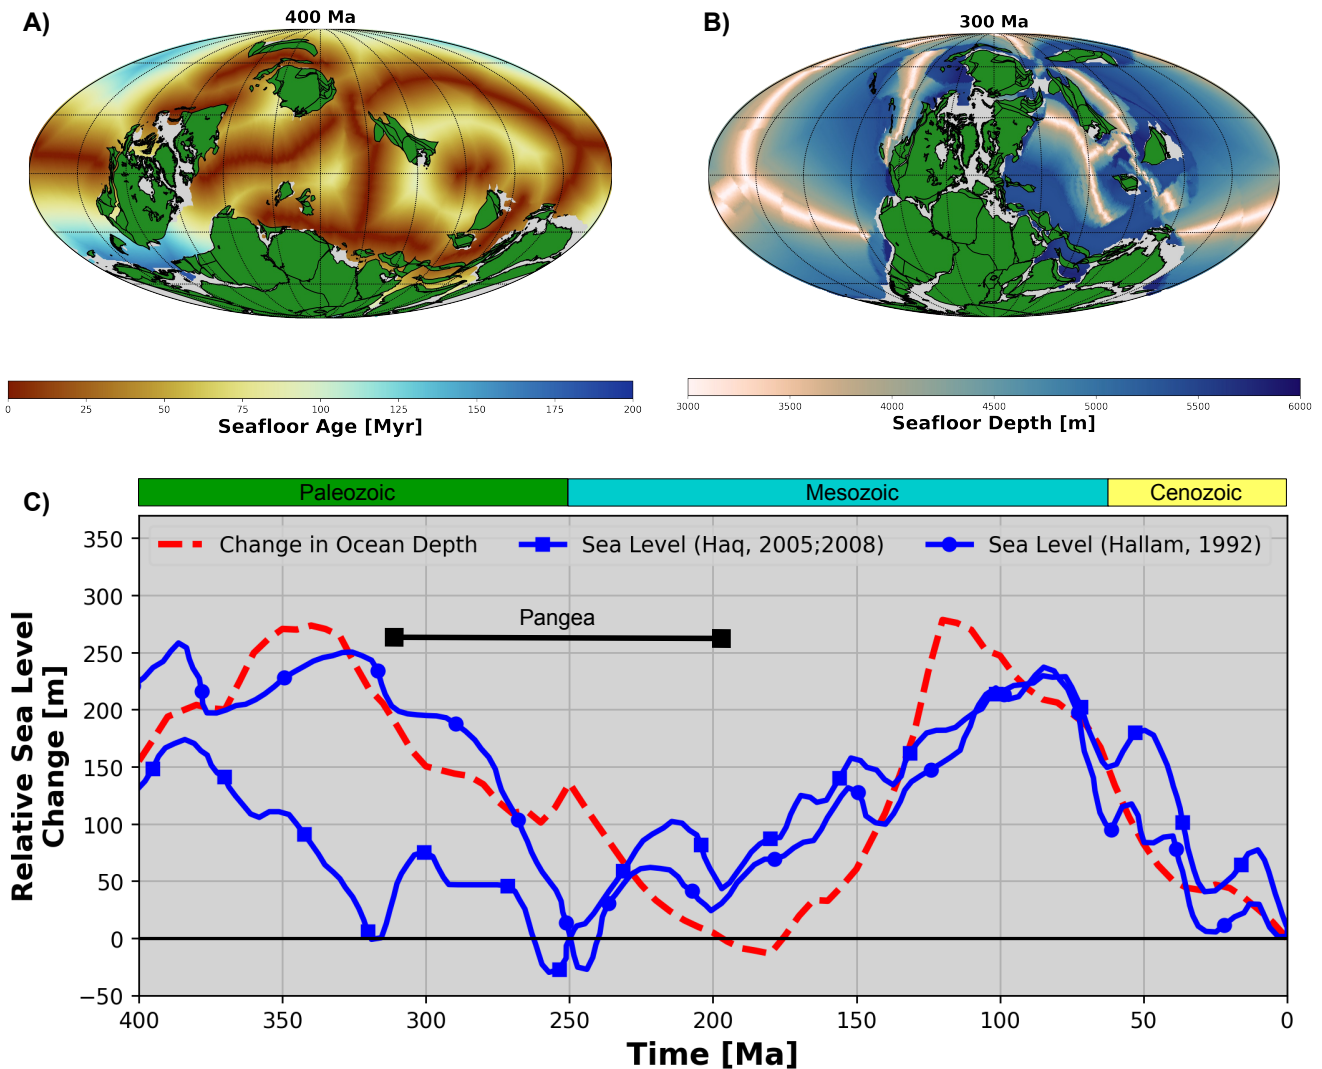 A)
400 Ma
B)
300 Ma
0 25 50 75 100 125 150 175 200
Seafloor Age [Myr]
3000 3500 4000 4500 5000 5500 6000
Seafloor Depth [m]
C)
Paleozoic Mesozoic Cenozoic
Change in Ocean Depth Sea Level (Haq, 2005;2008) Sea Level (Hallam, 1992)
Pangea
350
300
250
200
150
100
50
0
−50
Relative Sea Level
Change [m]
400 350 300 250 200 150 100 50 0
Time [Ma]